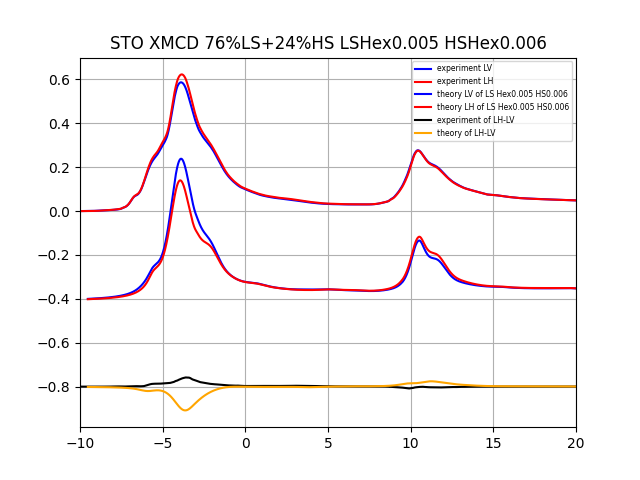 STO XMCD 76%LS+24%HS LSHex0.005 HSHex0.006
experiment LV
experiment LH
theory LV of LS Hex0.005 HS0.006
theory LH of LS Hex0.005 HS0.006
experiment of LH-LV
theory of LH-LV
0.6
0.4
0.2
0.0
−0.2
−0.4
−0.6
−0.8
−10 −5 0 5 10 15 20